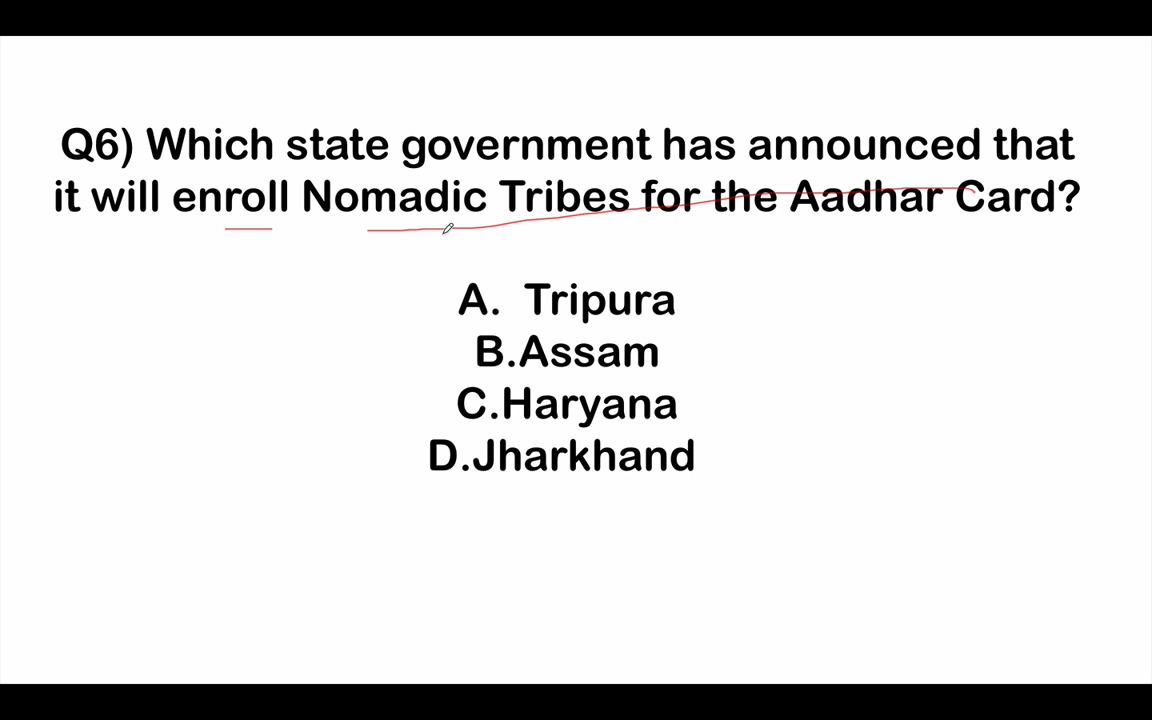 Q6) Which state government has announced that
it will enroll Nomadic Tribes for the Aadhar Card?
A. Tripura
B.Assam
C.Haryana
D.Jharkhand